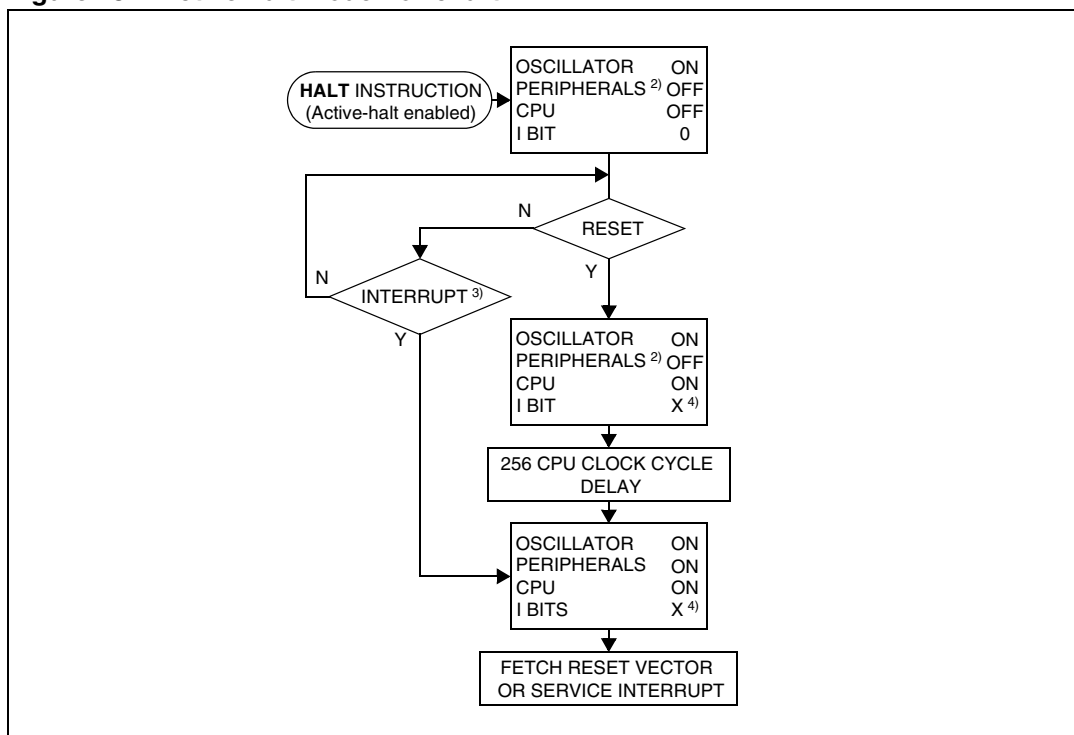 HALT INSTRUCTION
(Active-halt enabled)
OSCILLATOR ON
PERIPHERALS 2) OFF
CPU OFF
I BIT 0
RESET
N
Y
INTERRUPT 3)
N
Y
OSCILLATOR ON
PERIPHERALS 2) OFF
CPU ON
I BIT X 4)
256 CPU CLOCK CYCLE
DELAY
OSCILLATOR ON
PERIPHERALS ON
CPU ON
I BITS X 4)
FETCH RESET VECTOR
OR SERVICE INTERRUPT